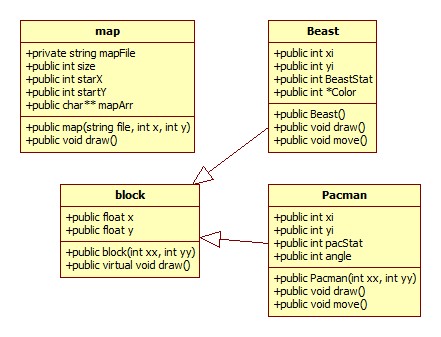 map
+private string mapFile
+public int size
+public int starX
+public int startY
+public char** mapArr
+public map(string file, int x, int y)
+public void draw()
Beast
+public int xi
+public int yi
+public int BeastStat
+public int *Color
+public Beast()
+public void draw()
+public void move()
block
+public float x
+public float y
+public block(int xx, int yy)
+public virtual void draw()
Pacman
+public int xi
+public int yi
+public int pacStat
+public int angle
+public Pacman(int xx, int yy)
+public void draw()
+public void move()